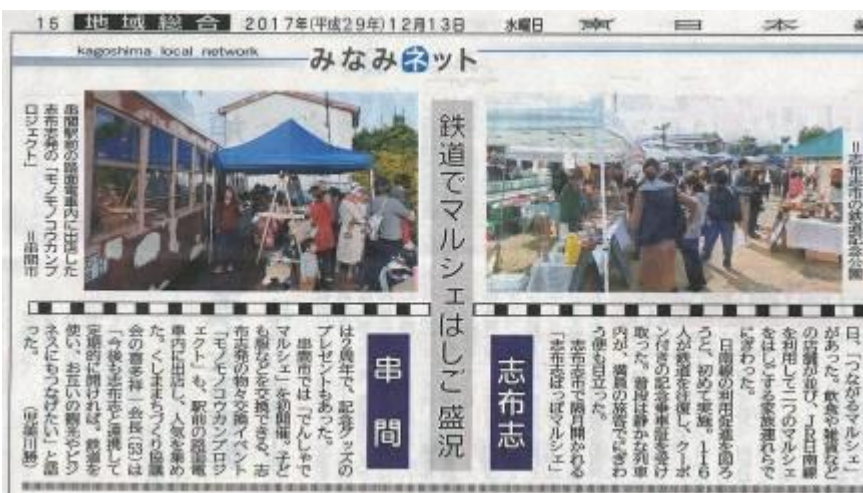 15 地域総合 2017年(平成29年)12月13日 水曜日 東 日 本
kagoshima local network
みなみネット
鉄道でマルシェはしご 盛況
志布志
串間
＝志布志市の鉄道記念公園
串間駅前の路面電車内に出店した
志布志発の「モノモノコウカンプ
ロジェクト」 ＝串間市
日、「つながるマルシェ」
があった。飲食や雑貨など
の店舗が並び、JR日南線
を利用して二つのマルシェ
をはしごする家族連れらで
にぎわった。
日南線の利用促進を図ろ
うと、初めて実施。116
人が鉄道を往復し、クーポ
ン付きの記念乗車証を受け
取った。普段は静かな列車
内が、満員の旅客でにぎわ
う便も目立った。
志布志市で隔月開かれる
「志布志ぽっぽマルシェ」
は2周年で、記念グッズの
プレゼントもあった。
串間市では「でんしゃで
マルシェ」を初開催。子ど
も服などを交換できる、志
布志発の物々交換イベント
「モノモノコウカンプロジ
ェクト」も、駅前の路面電
車内に出店し、人気を集め
た。くしままちづくり協議
会の喜多祥一会長(53)は
「今後も志布志と連携して
定期的に開ければ。鉄道を
使い、お互いの観光やビジ
ネスにもつなげたい」と話
った。